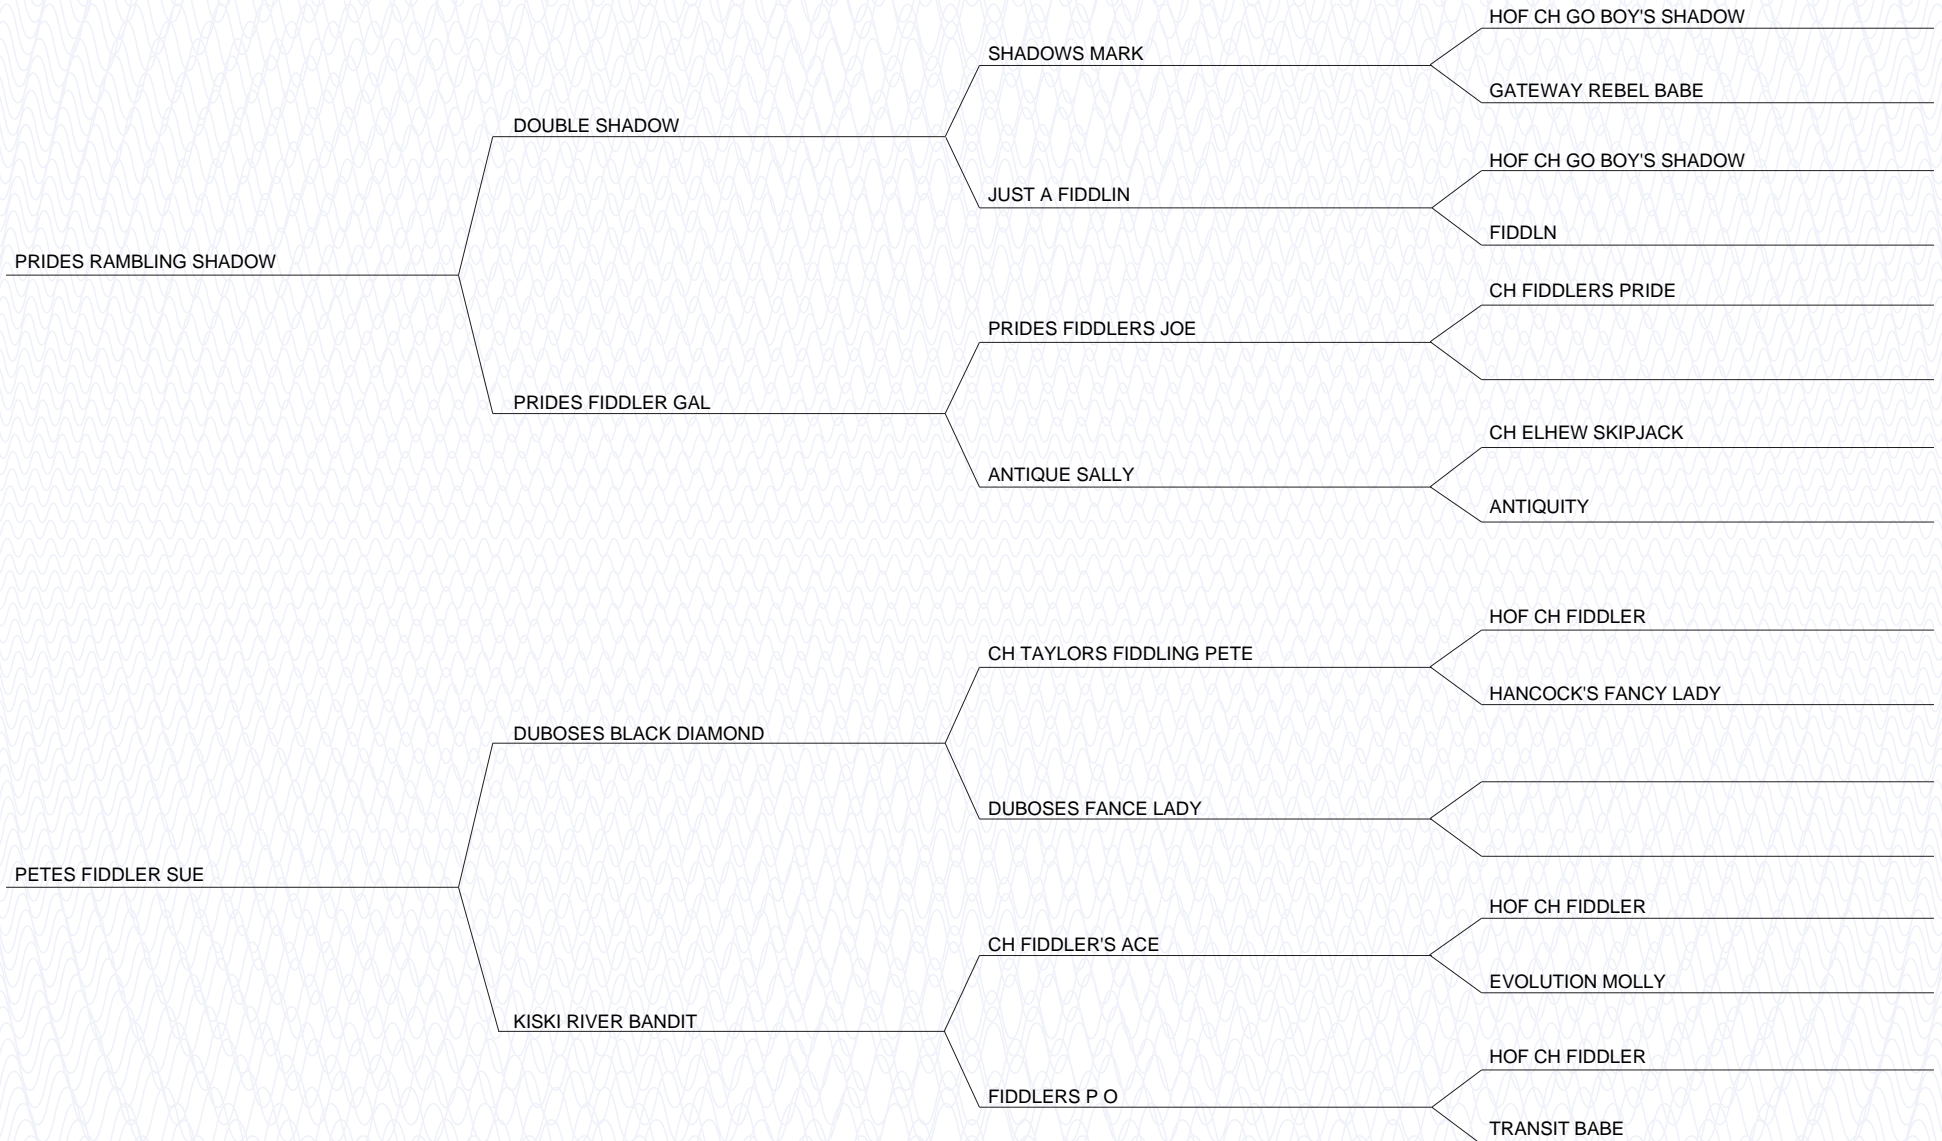 HOF CH GO BOY'S SHADOW
SHADOWS MARK
GATEWAY REBEL BABE
DOUBLE SHADOW
HOF CH GO BOY'S SHADOW
JUST A FIDDLIN
FIDDLN
PRIDES RAMBLING SHADOW
CH FIDDLERS PRIDE
PRIDES FIDDLERS JOE
PRIDES FIDDLER GAL
CH ELHEW SKIPJACK
ANTIQUE SALLY
ANTIQUITY
HOF CH FIDDLER
CH TAYLORS FIDDLING PETE
HANCOCK'S FANCY LADY
DUBOSES BLACK DIAMOND
DUBOSES FANCE LADY
PETES FIDDLER SUE
HOF CH FIDDLER
CH FIDDLER'S ACE
EVOLUTION MOLLY
KISKI RIVER BANDIT
HOF CH FIDDLER
FIDDLERS P O
TRANSIT BABE